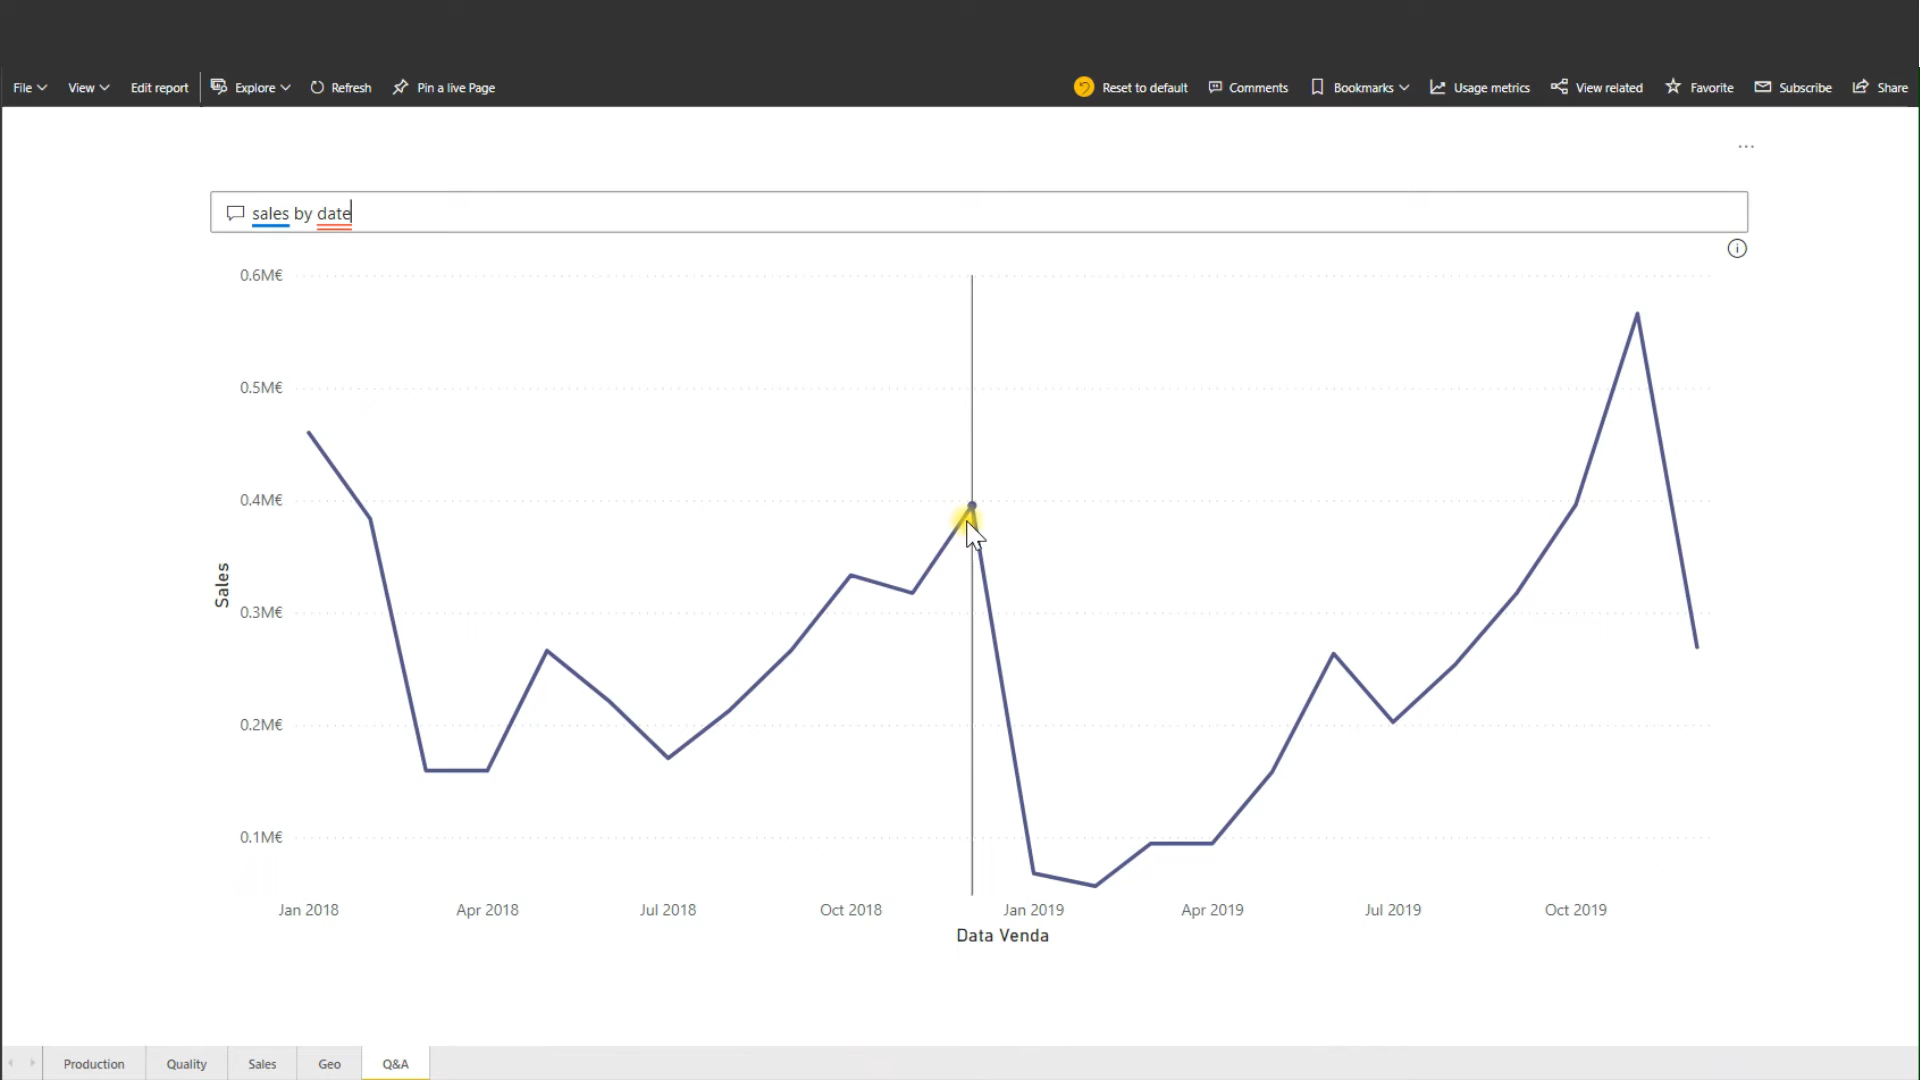 File View Edit report Explore Refresh Pin a live Page Reset to default Comments Bookmarks Usage metrics View related Favorite Subscribe Share
sales by date
0.6M€
0.5M€
0.4M€
0.3M€
0.2M€
0.1M€
Sales
Jan 2018 Apr 2018 Jul 2018 Oct 2018 Jan 2019 Apr 2019 Jul 2019 Oct 2019
Data Venda
Production Quality Sales Geo Q&A